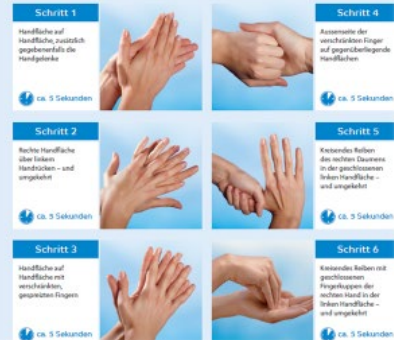 Schritt 1
Handfläche auf
Handfläche, zusätzlich
gegebenenfalls die
Handgelenke
ca. 5 Sekunden
Schritt 2
Rechte Handfläche
über linkem
Handrücken – und
umgekehrt
ca. 5 Sekunden
Schritt 3
Handfläche auf
Handfläche mit
verschränkten,
gespreizten Fingern
ca. 5 Sekunden
Schritt 4
Aussenseite der
verschränkten Finger
auf gegenüberliegende
Handflächen
ca. 5 Sekunden
Schritt 5
Kreisendes Reiben
des rechten Daumens
in der geschlossenen
linken Handfläche –
und umgekehrt
ca. 5 Sekunden
Schritt 6
Kreisendes Reiben mit
geschlossenen
Fingerkuppen der
rechten Hand in der
linken Handfläche –
und umgekehrt
ca. 5 Sekunden